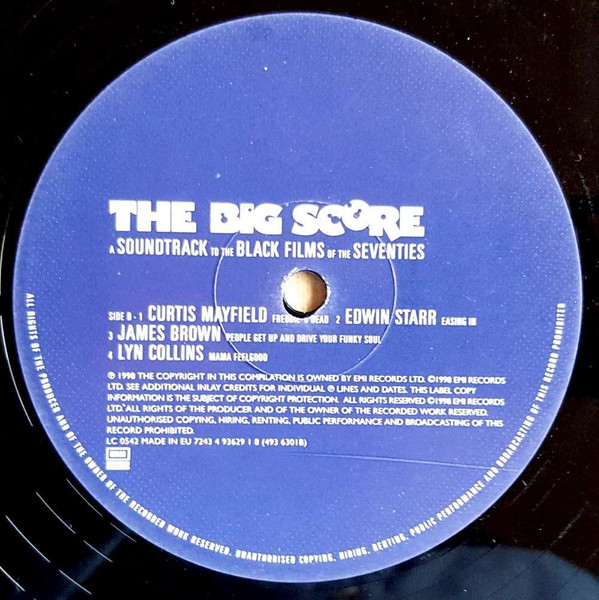 THE BIG SCORE
A SOUNDTRACK TO THE BLACK FILMS OF THE SEVENTIES
SIDE B - 1 CURTIS MAYFIELD FREDDIE'S DEAD 2 EDWIN STARR EASING IN
3 JAMES BROWN PEOPLE GET UP AND DRIVE YOUR FUNKY SOUL
4 LYN COLLINS MAMA FEELGOOD
℗ 1998 THE COPYRIGHT IN THIS COMPILATION IS OWNED BY EMI RECORDS LTD. ©1998 EMI RECORDS
LTD. SEE ADDITIONAL INLAY CREDITS FOR INDIVIDUAL ℗ LINES AND DATES. THIS LABEL COPY
INFORMATION IS THE SUBJECT OF COPYRIGHT PROTECTION. ALL RIGHTS RESERVED ©1998 EMI RECORDS
LTD. ALL RIGHTS OF THE PRODUCER AND OF THE OWNER OF THE RECORDED WORK RESERVED.
UNAUTHORISED COPYING, HIRING, RENTING, PUBLIC PERFORMANCE AND BROADCASTING OF THIS
RECORD PROHIBITED.
LC 0542 MADE IN EU 7243 4 93629 1 8 (493 6301B)
EMI
ALL RIGHTS OF THE PRODUCER AND OF THE OWNER OF THE RECORDED WORK RESERVED. UNAUTHORISED COPYING, HIRING, RENTING, PUBLIC PERFORMANCE AND BROADCASTING OF THIS RECORD PROHIBITED